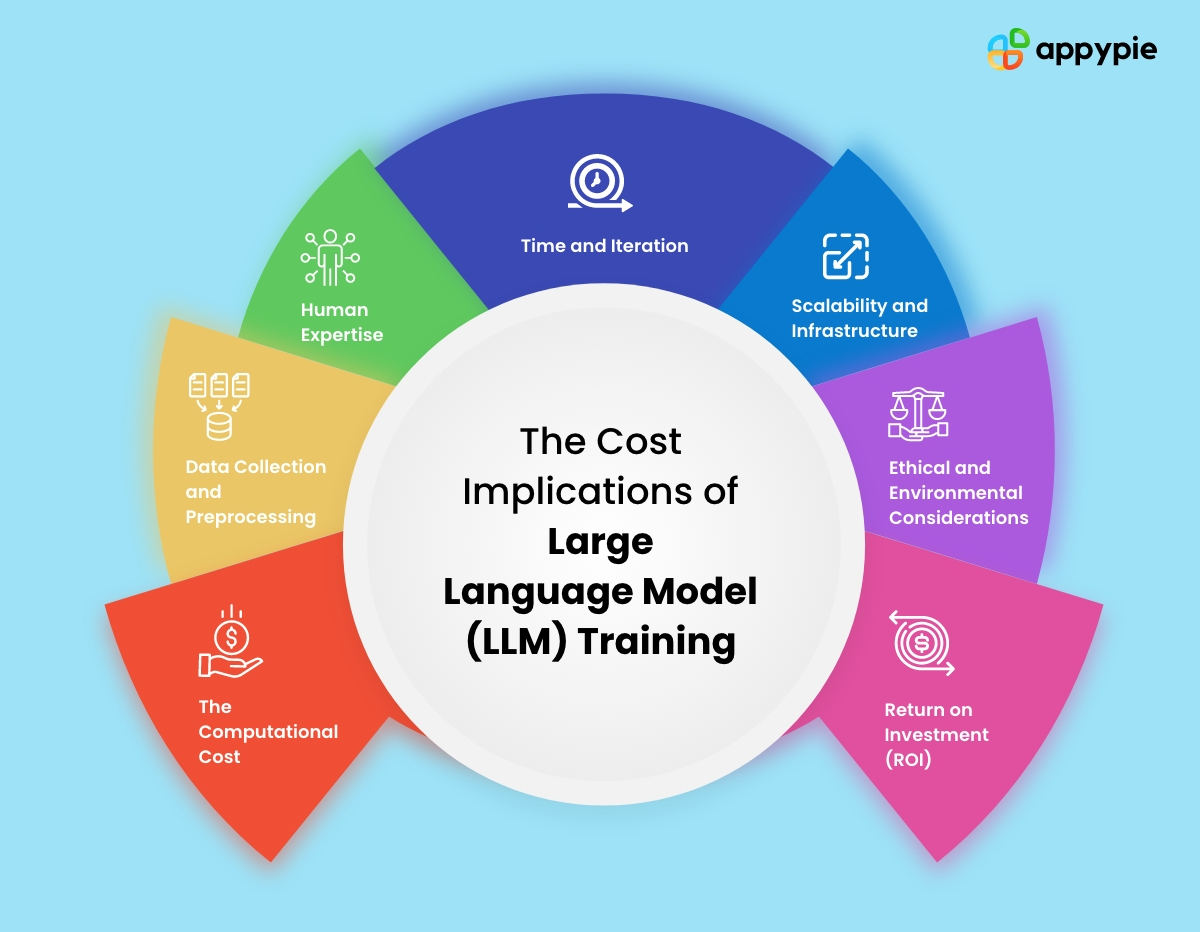 appypie
Time and Iteration
Human
Expertise
Scalability and
Infrastructure
Data Collection
and
Preprocessing
Ethical and
Environmental
Considerations
The Cost
Implications of
Large
Language Model
(LLM) Training
The
Computational
Cost
Return on
Investment
(ROI)